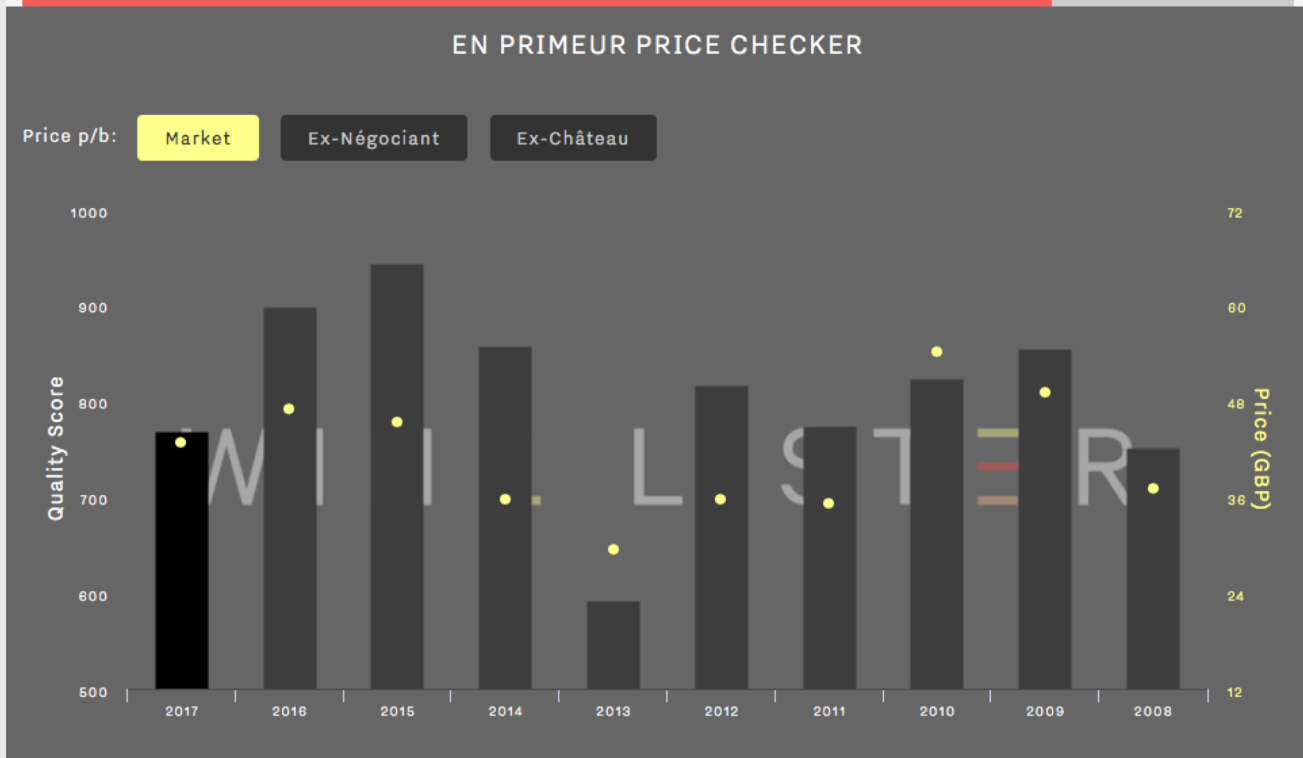 EN PRIMEUR PRICE CHECKER
Price p/b: Market Ex-Négociant Ex-Château
1000 72
900 60
800 48
700 36
600 24
500 12
Quality Score
Price (GBP)
2017 2016 2015 2014 2013 2012 2011 2010 2009 2008